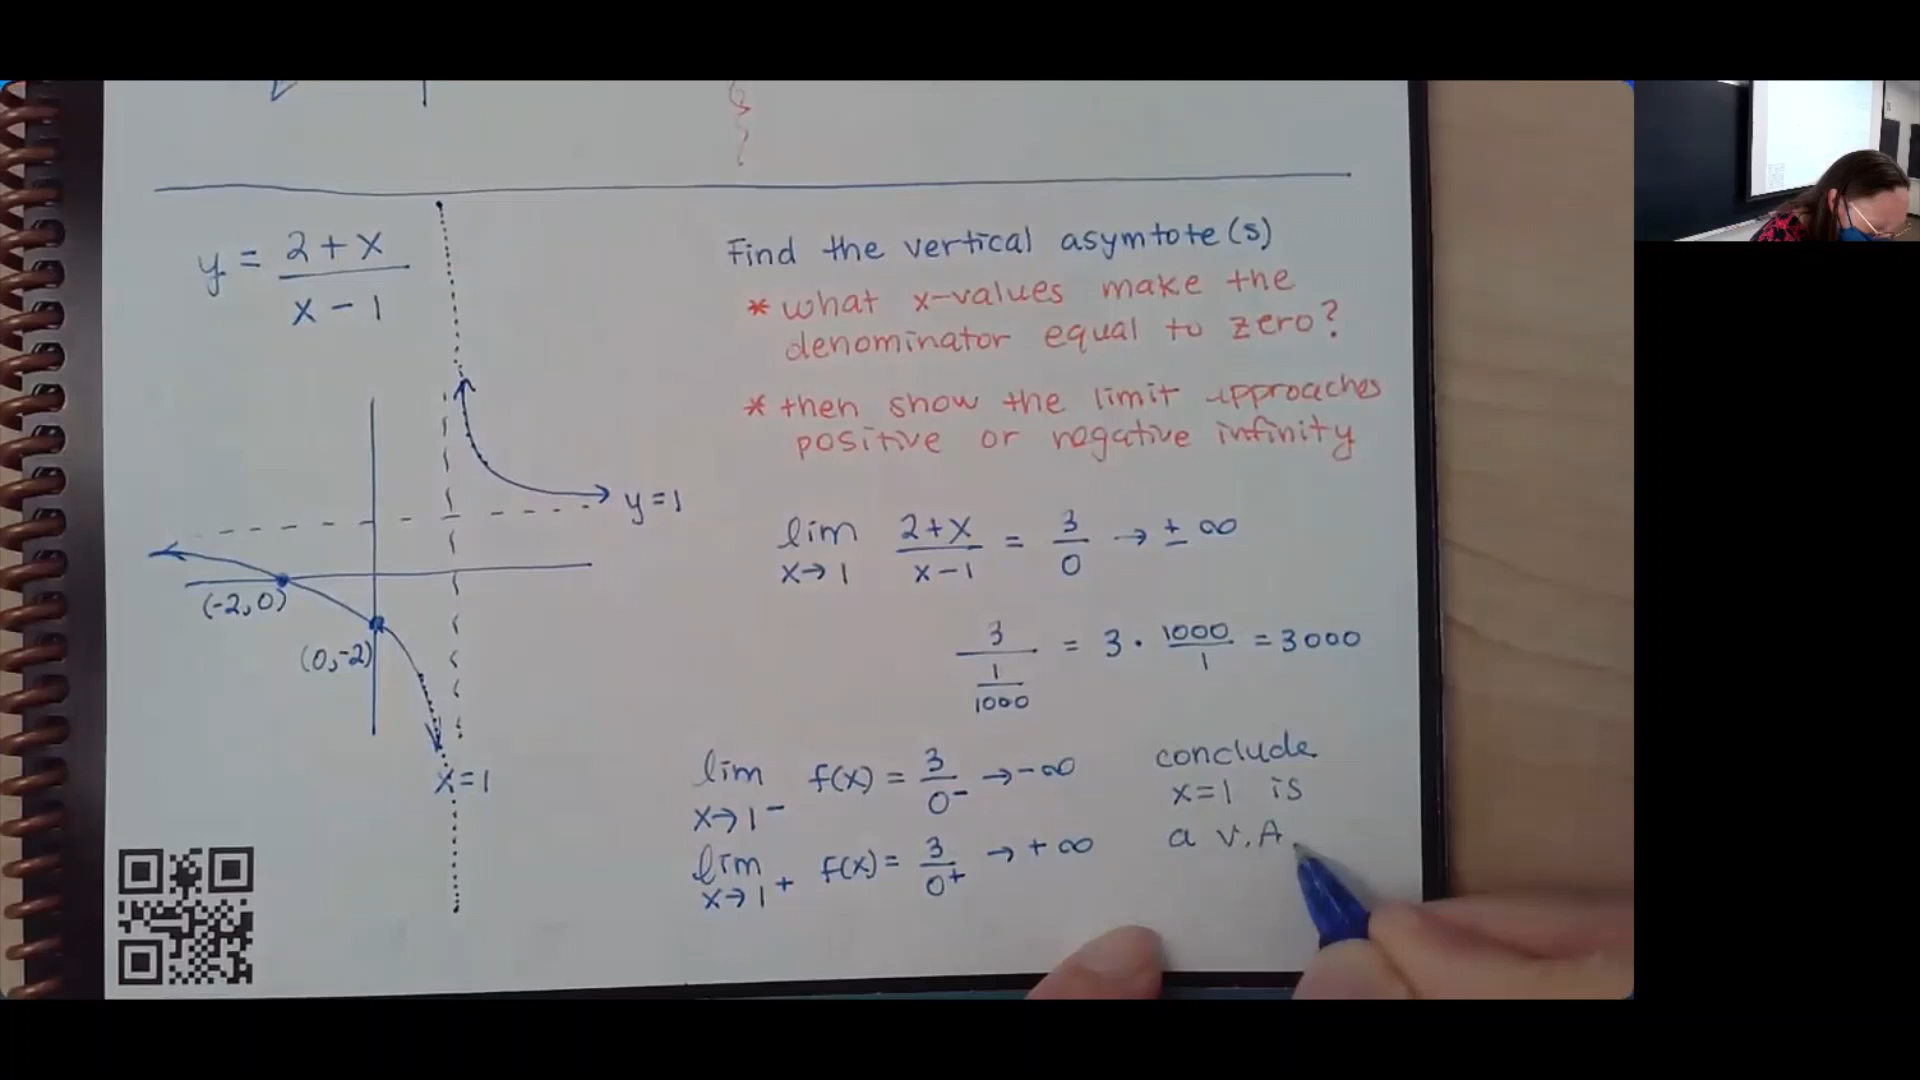 y = 2+x / x-1
y=1
(-2,0)
(0,-2)
x=1
Find the vertical asymtote(s)
* what x-values make the
denominator equal to zero?
* then show the limit approaches
positive or negative infinity
lim x→1 2+x / x-1 = 3/0 → ± ∞
3 / (1/1000) = 3 · 1000/1 = 3000
lim x→1⁻ f(x) = 3/0⁻ → -∞
lim x→1⁺ f(x) = 3/0⁺ → +∞
conclude
x=1 is
a V.A.